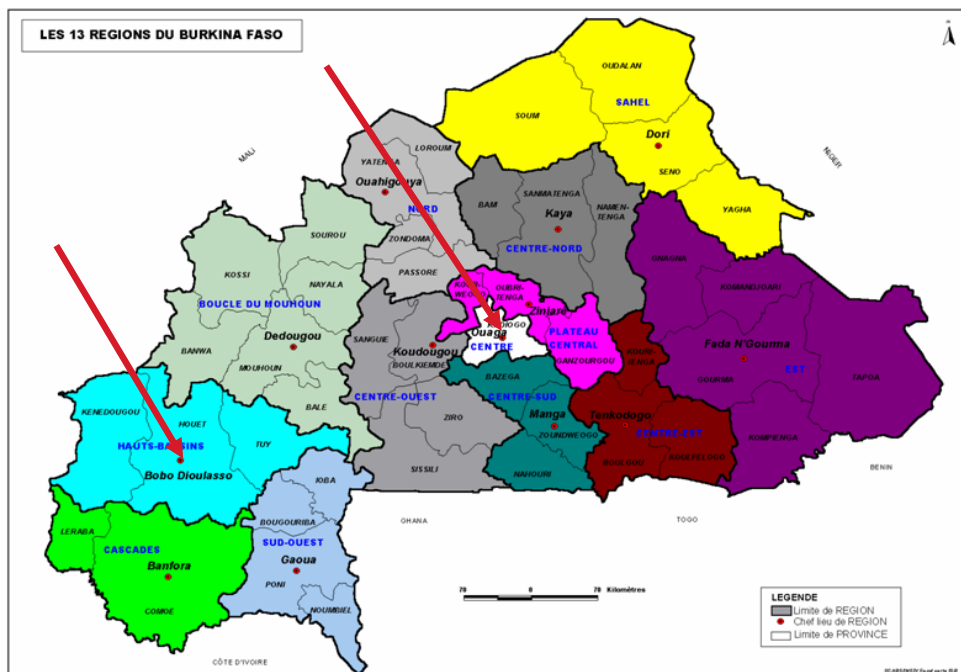 LES 13 REGIONS DU BURKINA FASO
N
OUDALAN
SAHEL
SOUM
Dori
SENO
YAGHA
MALI
NIGER
LOROUM
YATENGA
Ouahigouya
NORD
ZONDOMA
PASSORE
SANMATENGA
BAM
NAMEN-
TENGA
Kaya
CENTRE-NORD
SOUROU
KOSSI
NAYALA
BOUCLE DU MOUHOUN
Dedougou
BANWA
MOUHOUN
BALE
GNAGNA
KOMANDJOARI
Fada N'Gourma
EST
GOURMA
TAPOA
KOMPIENGA
WEOGO
OUBRI-
TENGA
Ziniare
PLATEAU
CENTRAL
GANZOURGOU
Ouaga
CENTRE
SANGUIE
Koudougou
BOULKIEMDE
CENTRE-OUEST
ZIRO
SISSILI
BAZEGA
CENTRE-SUD
Manga
ZOUNDWEOGO
NAHOURI
KOURI-
TENGA
Tenkodogo
CENTRE-EST
BOULGOU
KOULPELOGO
KENEDOUGOU
HOUET
TUY
Bobo Dioulasso
IOBA
BOUGOURIBA
SUD-OUEST
Gaoua
PONI
NOUMBIEL
LERABA
CASCADES
Banfora
COMOE
GHANA
TOGO
BENIN
CÔTE D'IVOIRE
70 0 70 Kilomètres
LEGENDE
Limite de REGION
Chef lieu de REGION
Limite de PROVINCE